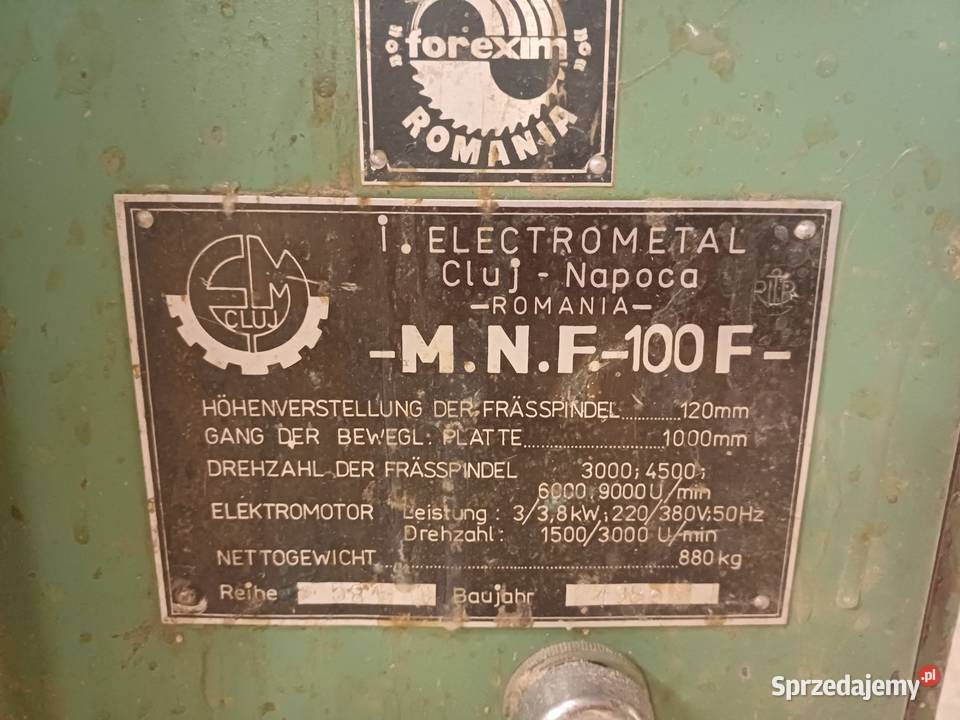 forexim
ROMANIA
ELM
CLUJ
I. ELECTROMETAL
Cluj - Napoca
-ROMANIA-
-M.N.F.-100F-
HÖHENVERSTELLUNG DER FRÄSSPINDEL..........120mm
GANG DER BEWEGL. PLATTE..........1000mm
DREHZAHL DER FRÄSSPINDEL 3000; 4500;
6000; 9000 U/min
ELEKTROMOTOR Leistung: 3/3,8kW; 220/380V; 50Hz
Drehzahl: 1500/3000 U/min
NETTOGEWICHT..........880kg
Reihe Baujahr
Sprzedajemy.pl